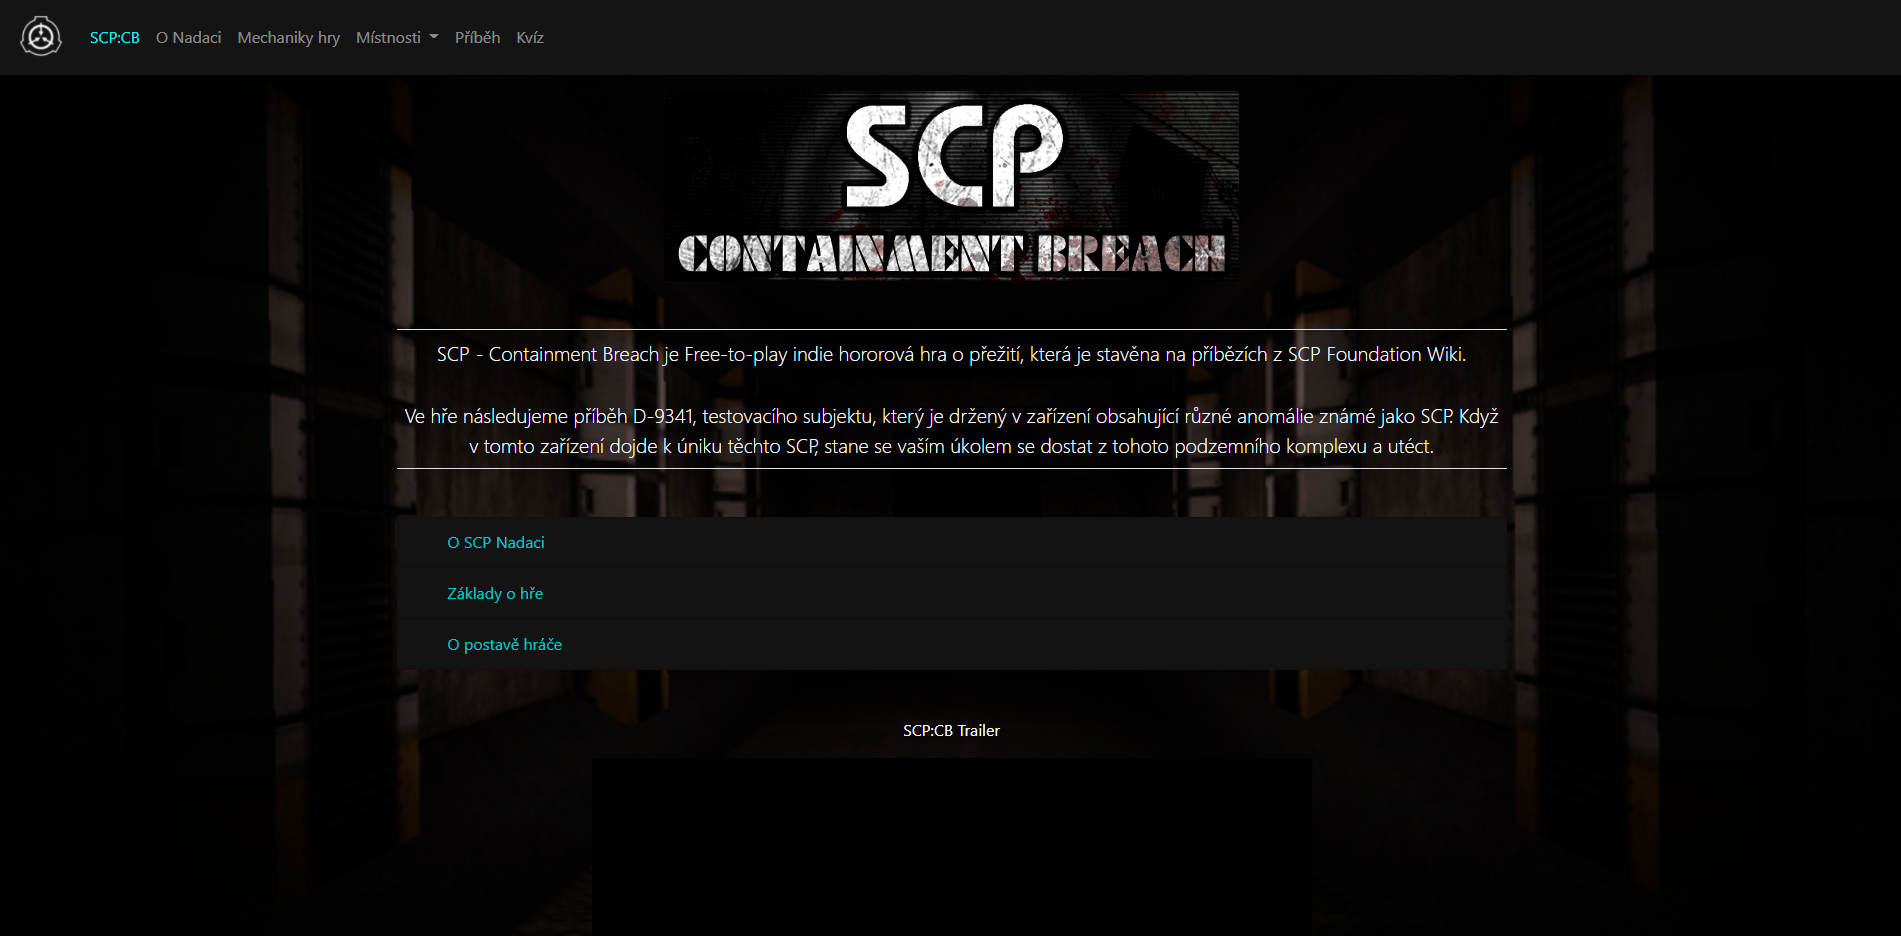 SCP:CB O Nadaci Mechaniky hry Místnosti Příběh Kvíz
SCP
CONTAINMENT BREACH
SCP - Containment Breach je Free-to-play indie hororová hra o přežití, která je stavěna na příbězích z SCP Foundation Wiki.
Ve hře následujeme příběh D-9341, testovacího subjektu, který je držený v zařízení obsahující různé anomálie známé jako SCP. Když
v tomto zařízení dojde k úniku těchto SCP, stane se vaším úkolem se dostat z tohoto podzemního komplexu a utéct.
O SCP Nadaci
Základy o hře
O postavě hráče
SCP:CB Trailer